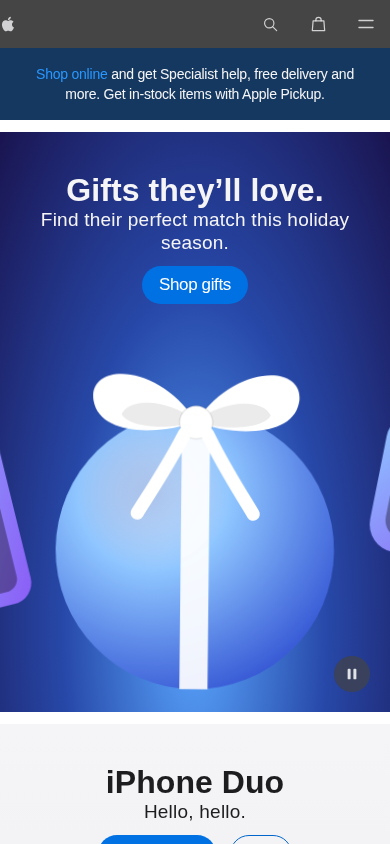 Shop online and get Specialist help, free delivery and
more. Get in-stock items with Apple Pickup.
Gifts they’ll love.
Find their perfect match this holiday
season.
Shop gifts
iPhone Duo
Hello, hello.